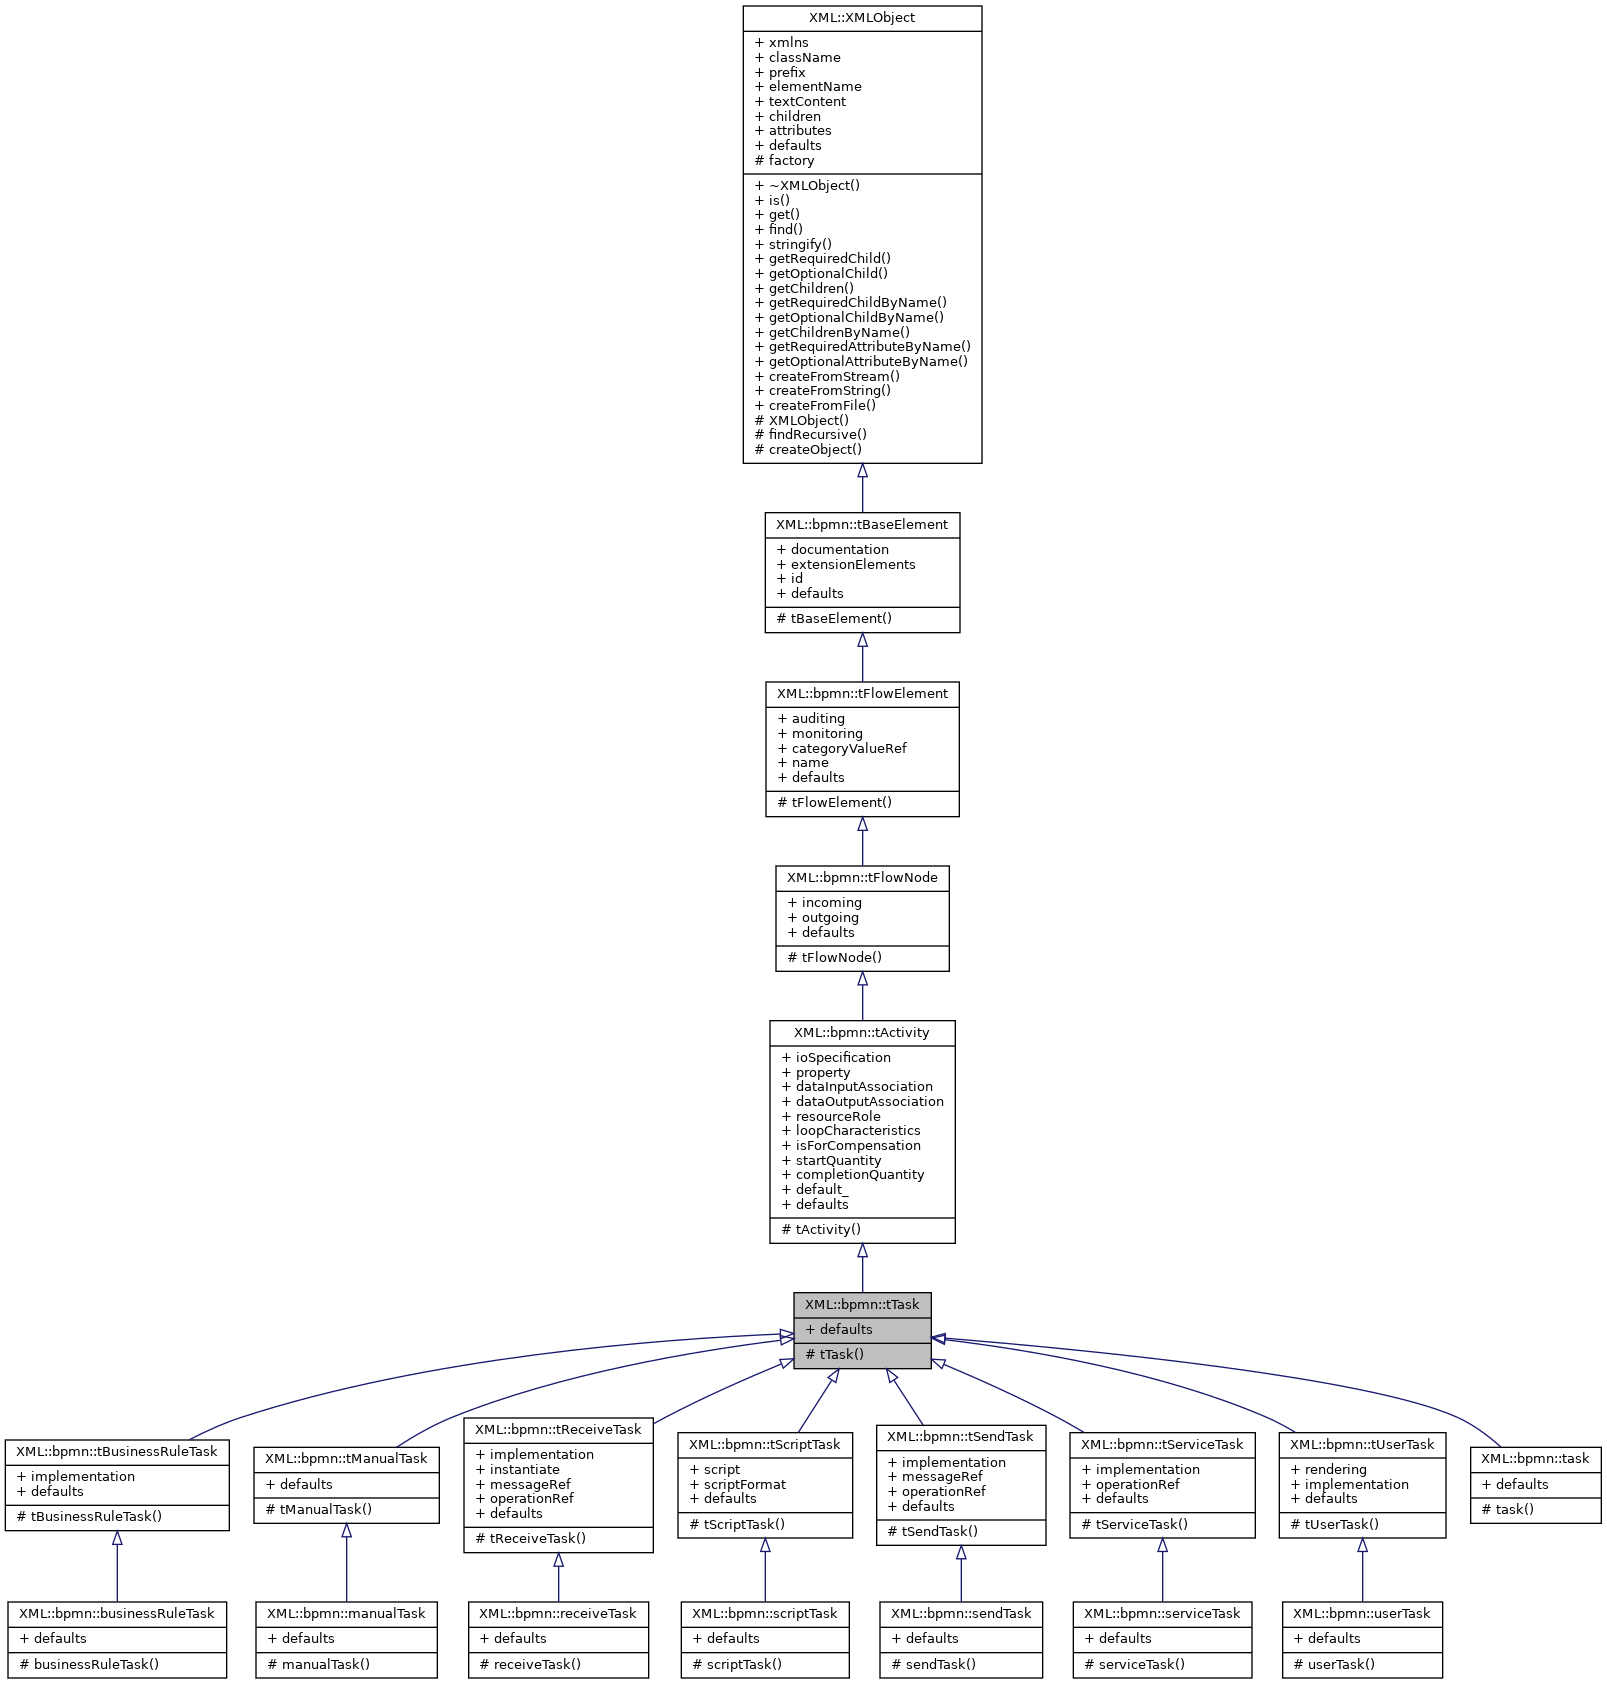 XML::XMLObject
+ xmlns
+ className
+ prefix
+ elementName
+ textContent
+ children
+ attributes
+ defaults
# factory
+ ~XMLObject()
+ is()
+ get()
+ find()
+ stringify()
+ getRequiredChild()
+ getOptionalChild()
+ getChildren()
+ getRequiredChildByName()
+ getOptionalChildByName()
+ getChildrenByName()
+ getRequiredAttributeByName()
+ getOptionalAttributeByName()
+ createFromStream()
+ createFromString()
+ createFromFile()
# XMLObject()
# findRecursive()
# createObject()
XML::bpmn::tBaseElement
+ documentation
+ extensionElements
+ id
+ defaults
# tBaseElement()
XML::bpmn::tFlowElement
+ auditing
+ monitoring
+ categoryValueRef
+ name
+ defaults
# tFlowElement()
XML::bpmn::tFlowNode
+ incoming
+ outgoing
+ defaults
# tFlowNode()
XML::bpmn::tActivity
+ ioSpecification
+ property
+ dataInputAssociation
+ dataOutputAssociation
+ resourceRole
+ loopCharacteristics
+ isForCompensation
+ startQuantity
+ completionQuantity
+ default_
+ defaults
# tActivity()
XML::bpmn::tTask
+ defaults
# tTask()
XML::bpmn::tBusinessRuleTask
+ implementation
+ defaults
# tBusinessRuleTask()
XML::bpmn::tManualTask
+ defaults
# tManualTask()
XML::bpmn::tReceiveTask
+ implementation
+ instantiate
+ messageRef
+ operationRef
+ defaults
# tReceiveTask()
XML::bpmn::tScriptTask
+ script
+ scriptFormat
+ defaults
# tScriptTask()
XML::bpmn::tSendTask
+ implementation
+ messageRef
+ operationRef
+ defaults
# tSendTask()
XML::bpmn::tServiceTask
+ implementation
+ operationRef
+ defaults
# tServiceTask()
XML::bpmn::tUserTask
+ rendering
+ implementation
+ defaults
# tUserTask()
XML::bpmn::task
+ defaults
# task()
XML::bpmn::businessRuleTask
+ defaults
# businessRuleTask()
XML::bpmn::manualTask
+ defaults
# manualTask()
XML::bpmn::receiveTask
+ defaults
# receiveTask()
XML::bpmn::scriptTask
+ defaults
# scriptTask()
XML::bpmn::sendTask
+ defaults
# sendTask()
XML::bpmn::serviceTask
+ defaults
# serviceTask()
XML::bpmn::userTask
+ defaults
# userTask()